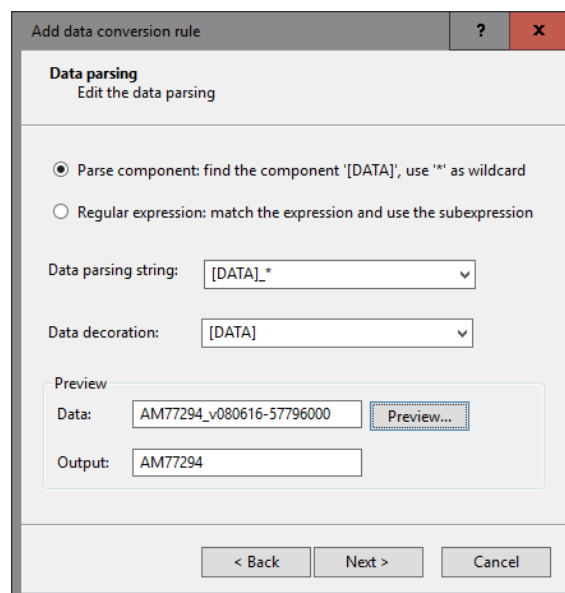 Add data conversion rule ? x
Data parsing
Edit the data parsing
Parse component: find the component '[DATA]', use '*' as wildcard
Regular expression: match the expression and use the subexpression
Data parsing string: [DATA]_*
Data decoration: [DATA]
Preview
Data: AM77294_v080616-57796000 Preview...
Output: AM77294
< Back Next > Cancel